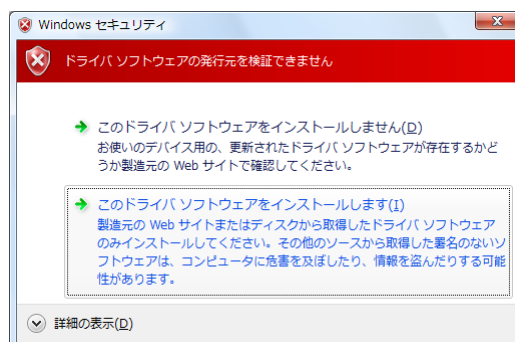 Windows セキュリティ
ドライバ ソフトウェアの発行元を検証できません
このドライバ ソフトウェアをインストールしません(D)
お使いのデバイス用の、更新されたドライバ ソフトウェアが存在するかど
うか製造元の Web サイトで確認してください。
このドライバ ソフトウェアをインストールします(I)
製造元の Web サイトまたはディスクから取得したドライバ ソフトウェア
のみインストールしてください。その他のソースから取得した署名のないソ
フトウェアは、コンピュータに危害を及ぼしたり、情報を盗んだりする可能
性があります。
詳細の表示(D)